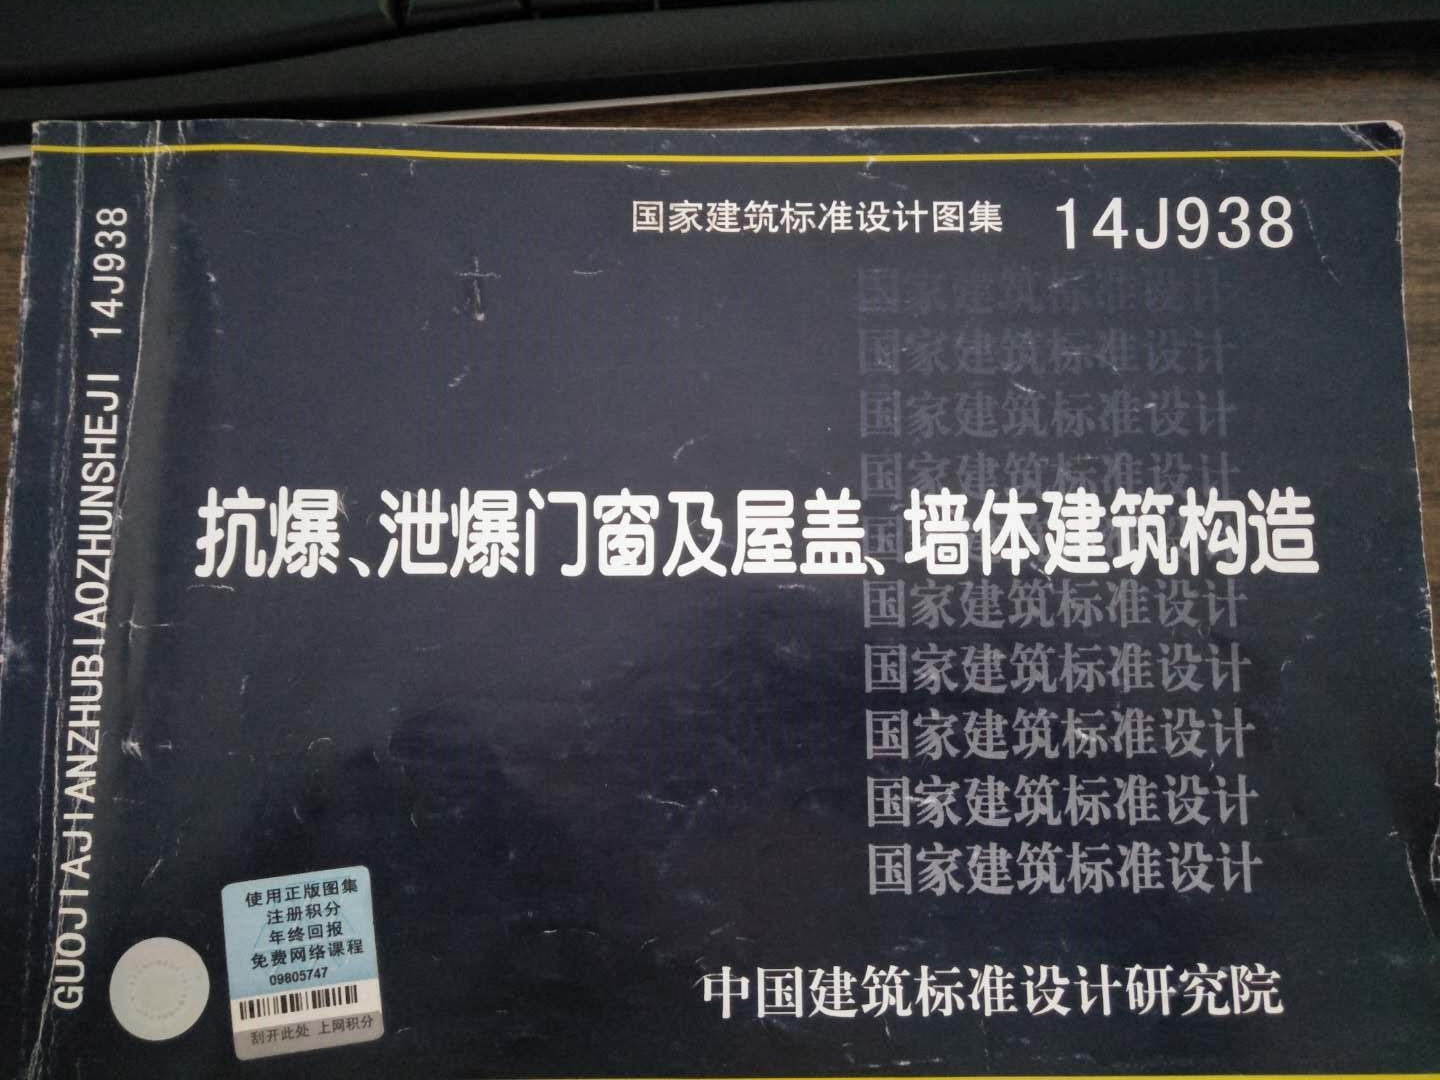 国家建筑标准设计图集 14J938
国家建筑标准设计
国家建筑标准设计
国家建筑标准设计
国家建筑标准设计
抗爆、泄爆门窗及屋盖、墙体建筑构造
国家建筑标准设计
国家建筑标准设计
国家建筑标准设计
国家建筑标准设计
国家建筑标准设计
中国建筑标准设计研究院
GUOJIAJIANZHUBIAOZHUNSHEJI 14J938
使用正版图集
注册积分
年终回报
免费网络课程
09805747
刮开此处 上网积分